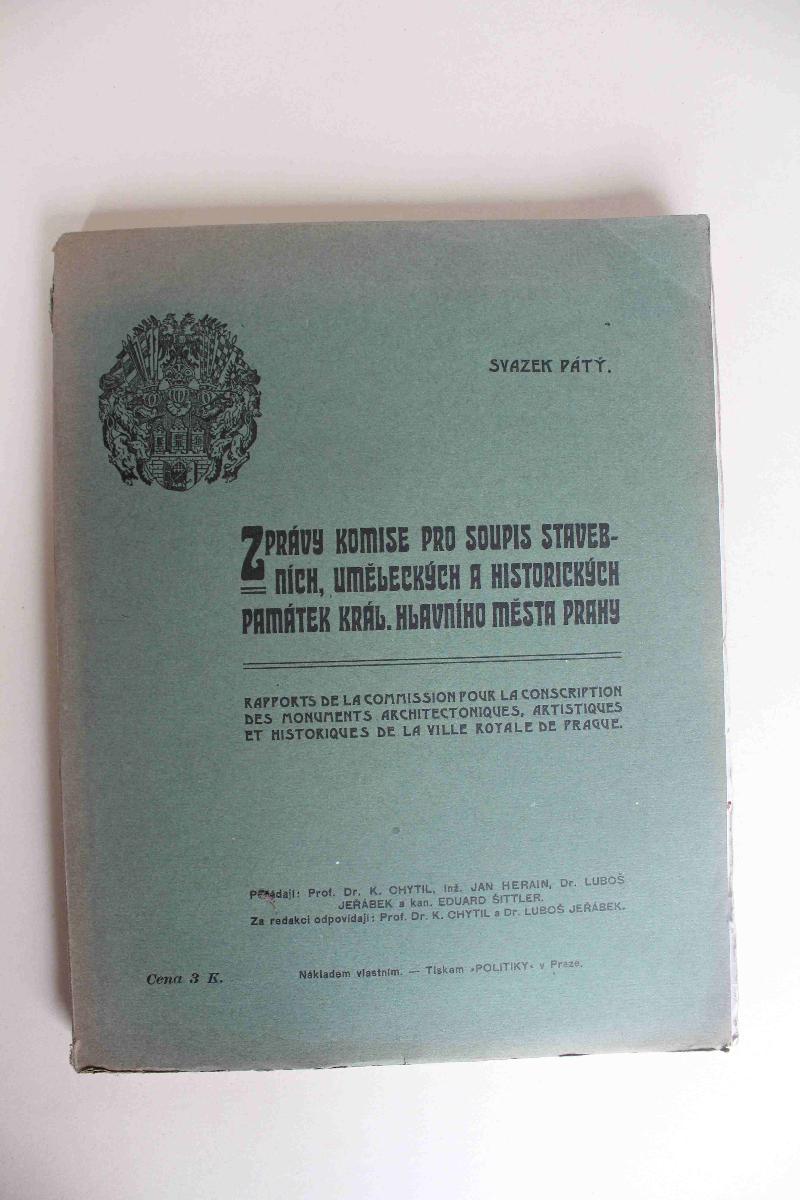 SVAZEK PÁTÝ.
ZPRÁVY KOMISE PRO SOUPIS STAVEB-
NÍCH, UMĚLECKÝCH A HISTORICKÝCH
PAMÁTEK KRÁL. HLAVNÍHO MĚSTA PRAHY
RAPPORTS DE LA COMMISSION POUR LA CONSCRIPTION
DES MONUMENTS ARCHITECTONIQUES, ARTISTIQUES
ET HISTORIQUES DE LA VILLE ROYALE DE PRAGUE.
Pořádají: Prof. Dr. K. CHYTIL, Inž. JAN HERAIN, Dr. LUBOŠ
JEŘÁBEK a kan. EDUARD ŠITTLER.
Za redakci odpovídají: Prof. Dr. K. CHYTIL a Dr. LUBOŠ JEŘÁBEK.
Cena 3 K.
Nákladem vlastním. — Tiskem »POLITIKY« v Praze.